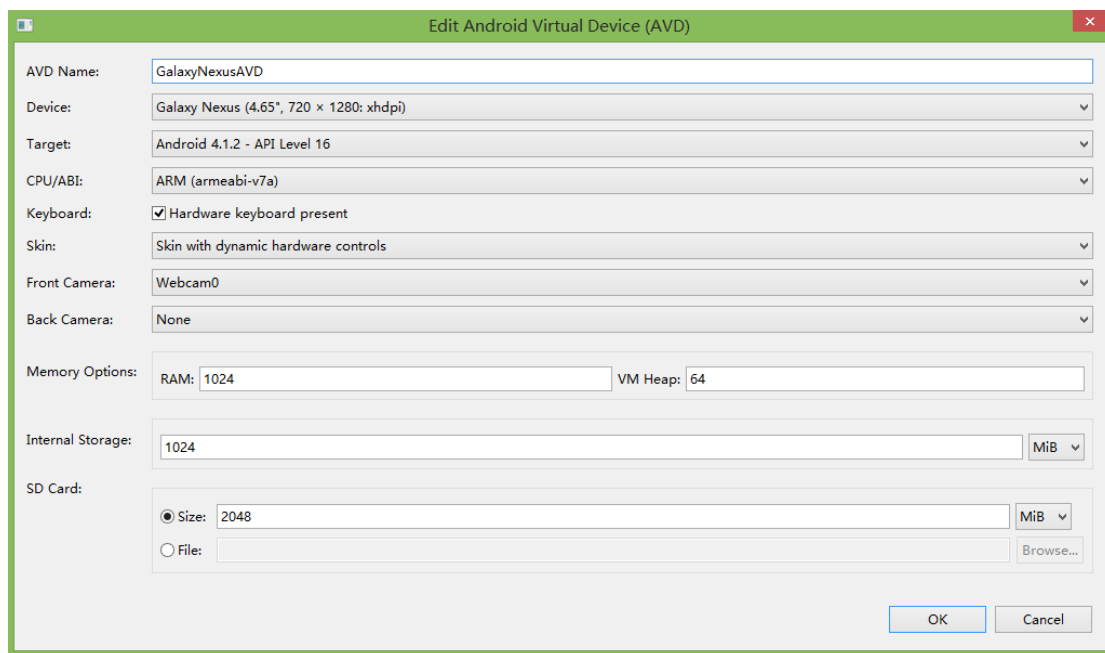 Edit Android Virtual Device (AVD)
AVD Name: GalaxyNexusAVD
Device: Galaxy Nexus (4.65", 720 × 1280: xhdpi)
Target: Android 4.1.2 - API Level 16
CPU/ABI: ARM (armeabi-v7a)
Keyboard: Hardware keyboard present
Skin: Skin with dynamic hardware controls
Front Camera: Webcam0
Back Camera: None
Memory Options: RAM: 1024 VM Heap: 64
Internal Storage: 1024 MiB
SD Card:
Size: 2048 MiB
File: Browse...
OK Cancel